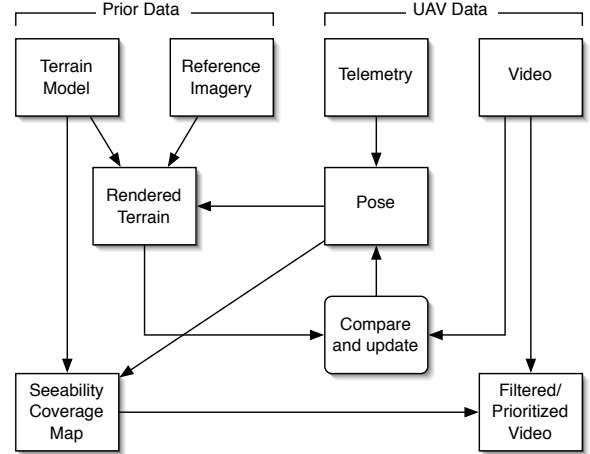 Prior Data
UAV Data
Terrain
Model
Reference
Imagery
Telemetry
Video
Rendered
Terrain
Pose
Compare
and update
Seeability
Coverage
Map
Filtered/
Prioritized
Video